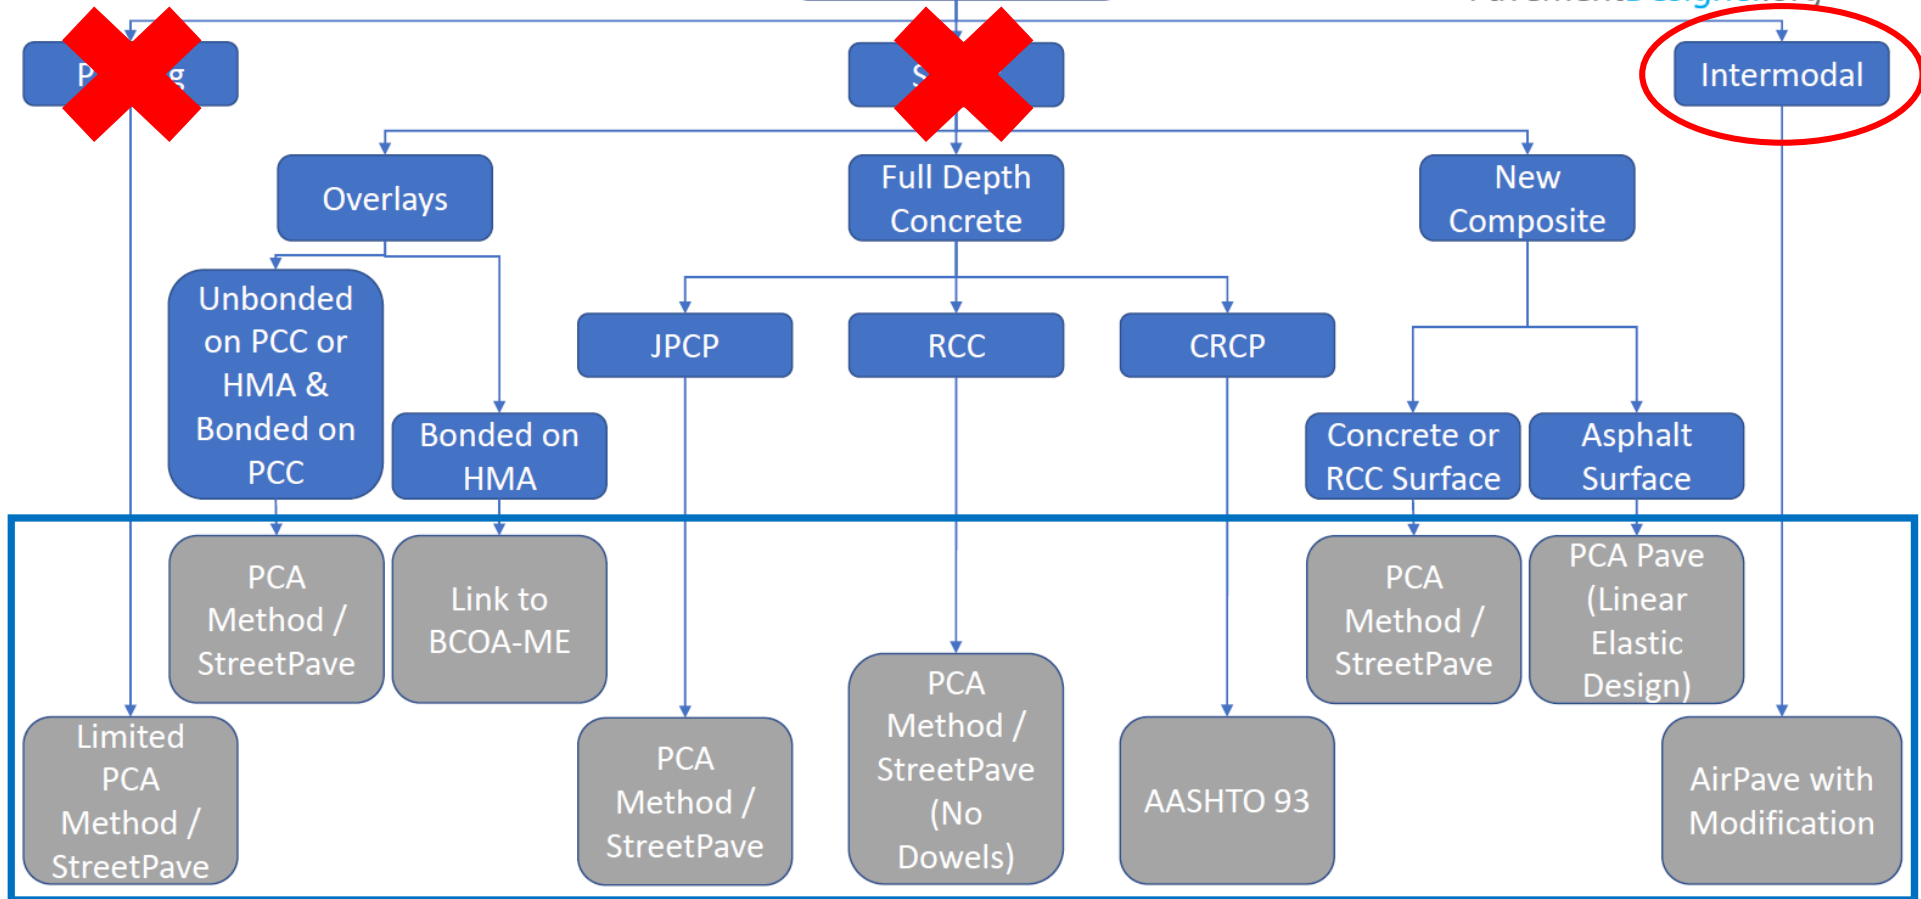 Intermodal
Overlays
Full Depth
Concrete
New
Composite
Unbonded
on PCC or
HMA &
Bonded on
PCC
Bonded on
HMA
JPCP
RCC
CRCP
Concrete or
RCC Surface
Asphalt
Surface
PCA
Method /
StreetPave
Link to
BCOA-ME
PCA
Method /
StreetPave
PCA Pave
(Linear
Elastic
Design)
Limited
PCA
Method /
StreetPave
PCA
Method /
StreetPave
PCA
Method /
StreetPave
(No
Dowels)
AASHTO 93
AirPave with
Modification